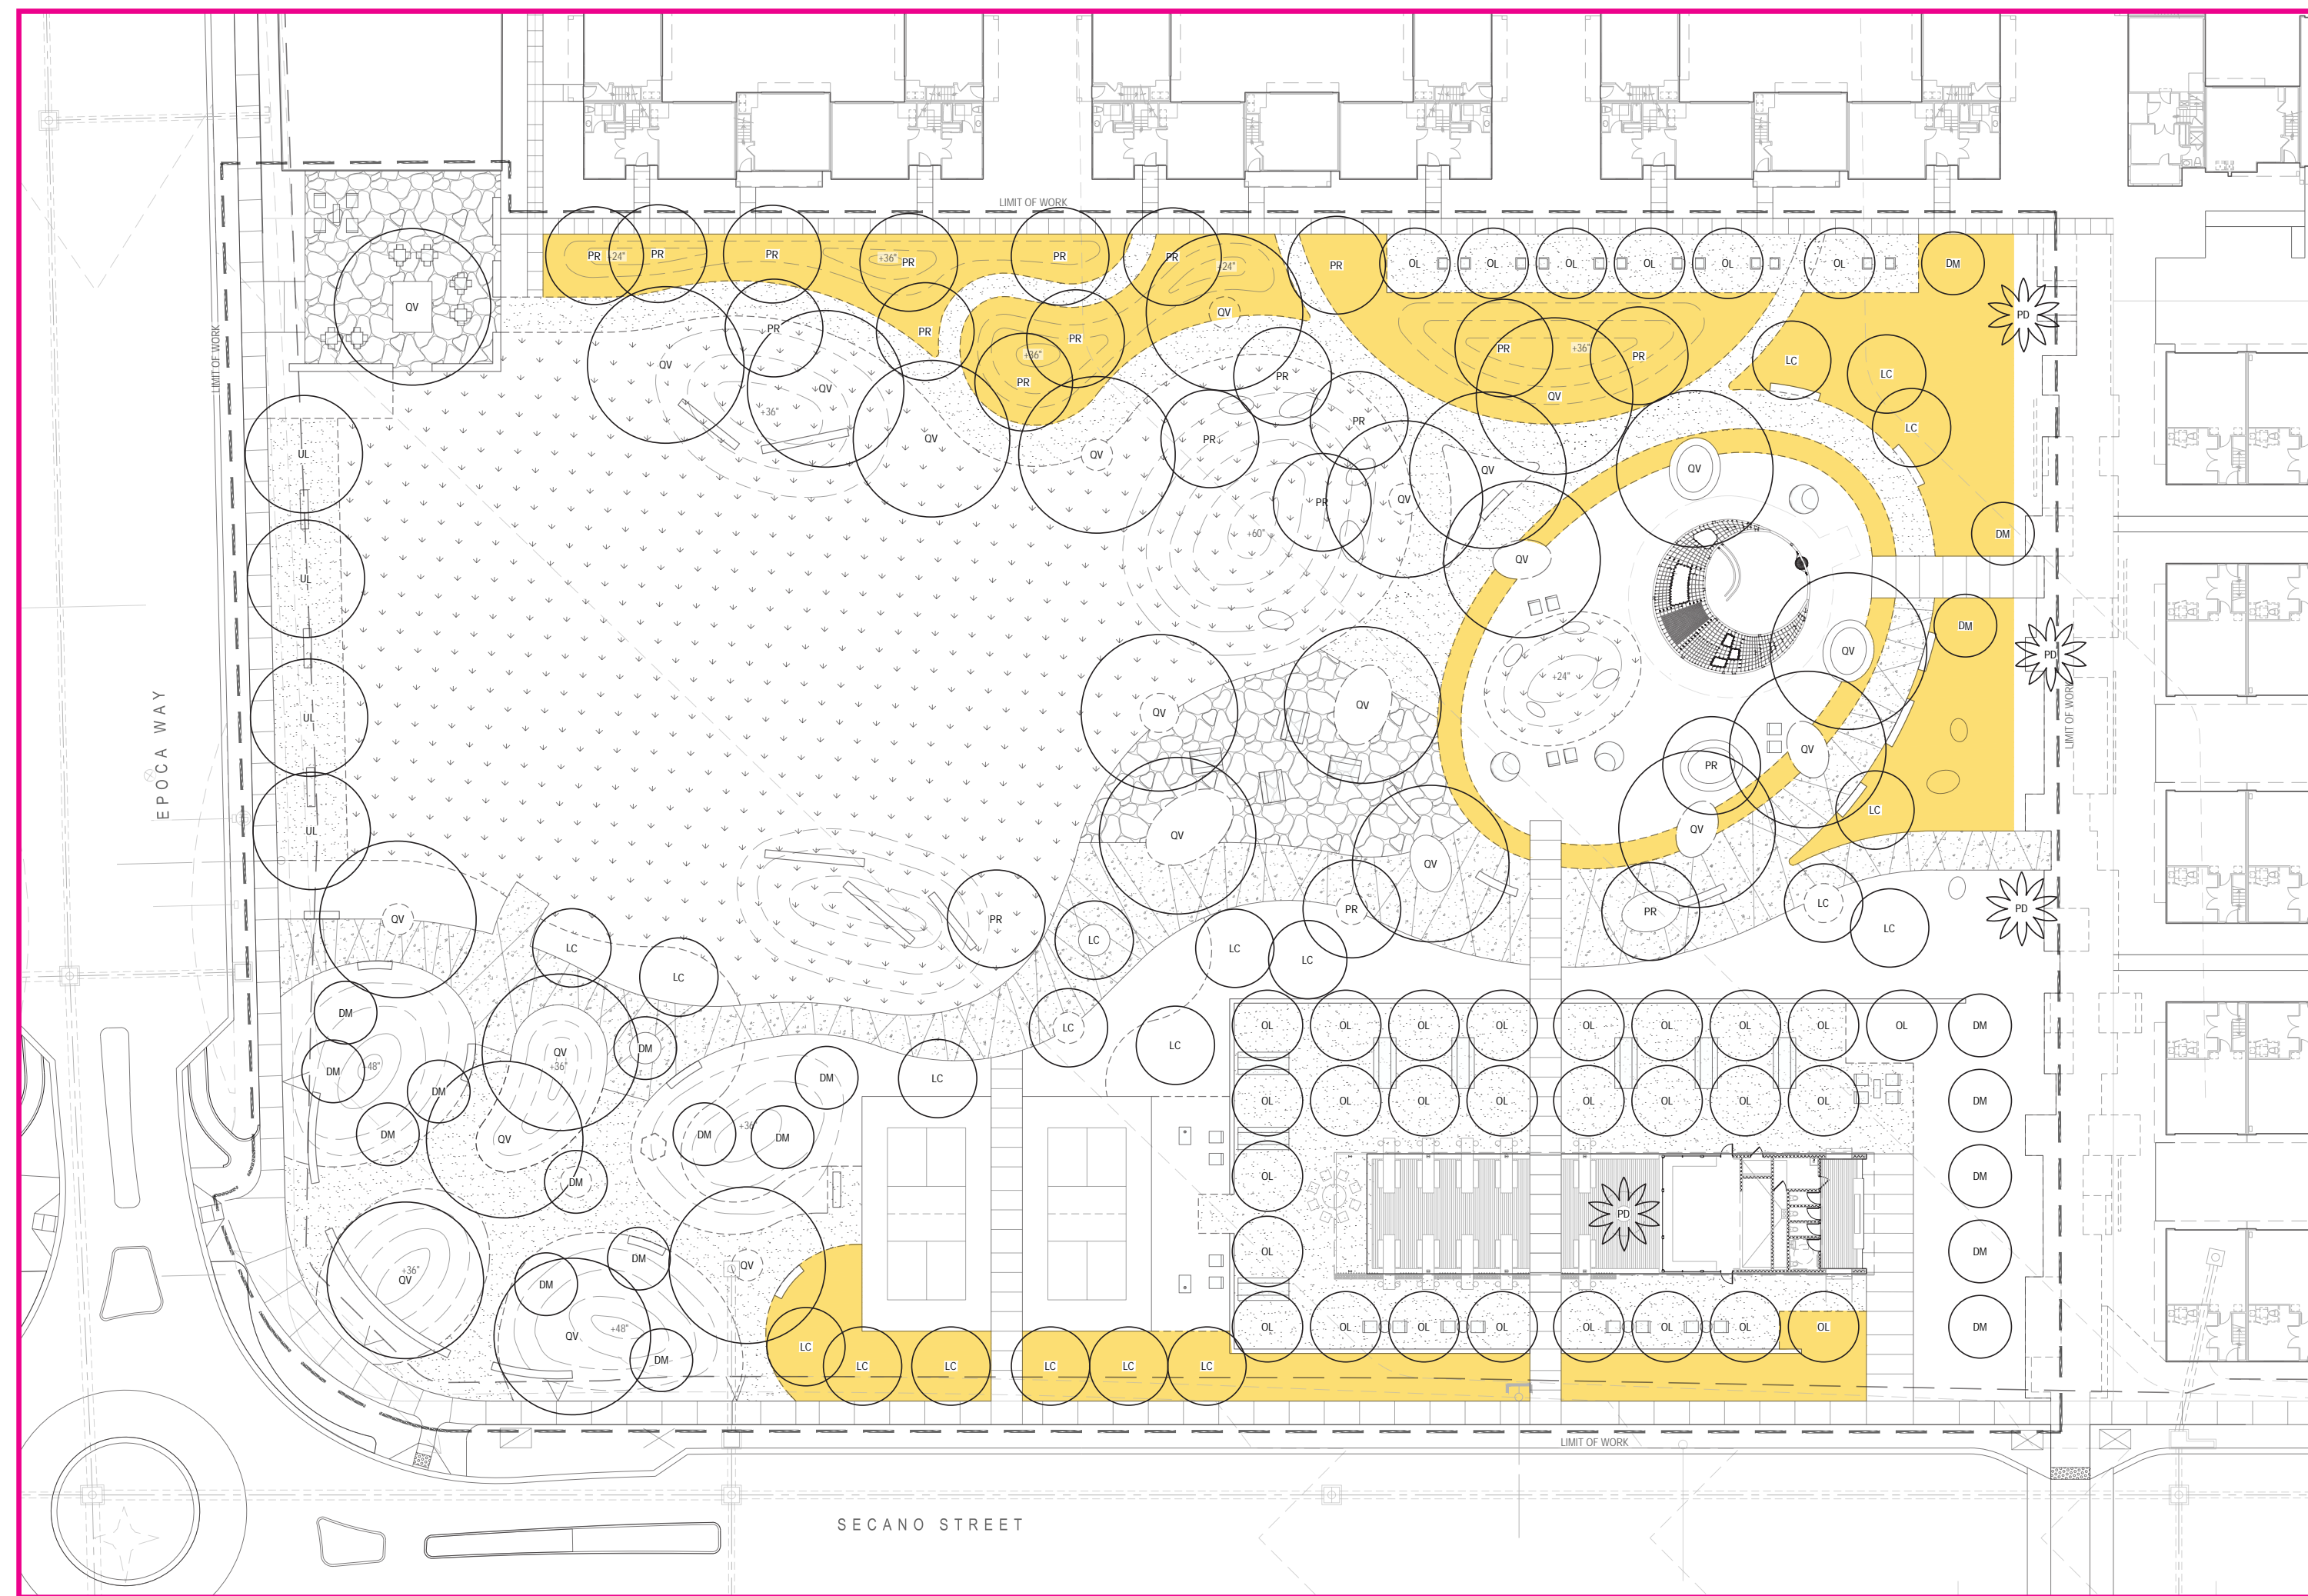 LIMIT OF WORK
PR
+24"
PR
PR
+36"
PR
PR
PR
+24"
PR
OL
OL
OL
OL
OL
OL
DM
QV
QV
PD
PR
PR
PR
+36"
PR
PR
+36"
PR
LIMIT OF WORK
QV
PR
LC
LC
QV
+36"
QV
PR
LC
QV
PR
QV
UL
QV
QV
QV
QV
PR
+60"
DM
QV
UL
DM
QV
PD
+24"
QV
QV
UL
LIMIT OF WORK
EPOCA WAY
QV
PR
LC
UL
QV
QV
QV
QV
PR
PR
PR
LC
PD
LC
LC
LC
LC
LC
LC
DM
LC
OL
OL
OL
OL
OL
OL
OL
OL
OL
DM
DM
QV
+36"
LC
DM
+48"
DM
LC
DM
OL
OL
OL
OL
OL
OL
OL
OL
DM
DM
QV
DM
+36"
DM
DM
OL
DM
PD
QV
+36"
DM
DM
QV
OL
DM
QV
+48"
DM
LC
LC
LC
LC
LC
LC
OL
OL
OL
OL
OL
OL
OL
OL
DM
LIMIT OF WORK
SECANO STREET